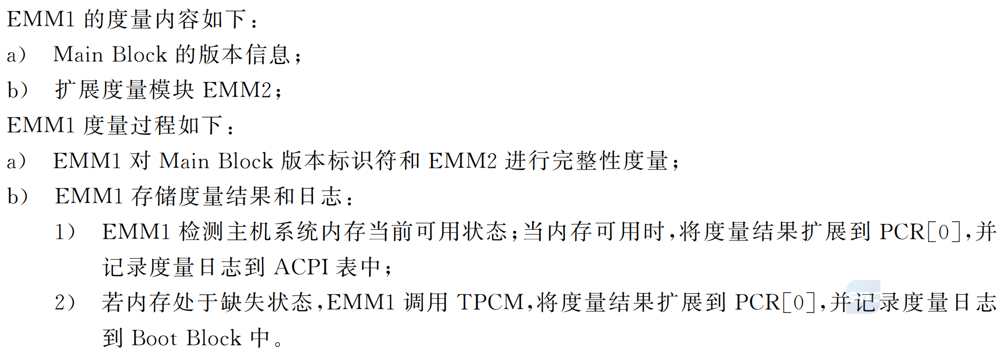 EMM1 的度量内容如下：
a） Main Block 的版本信息；
b） 扩展度量模块 EMM2；
EMM1 度量过程如下：
a） EMM1 对 Main Block 版本标识符和 EMM2 进行完整性度量；
b） EMM1 存储度量结果和日志：
1） EMM1 检测主机系统内存当前可用状态；当内存可用时，将度量结果扩展到 PCR[0]，并
记录度量日志到 ACPI 表中；
2） 若内存处于缺失状态，EMM1 调用 TPCM，将度量结果扩展到 PCR[0]，并记录度量日志
到 Boot Block 中。